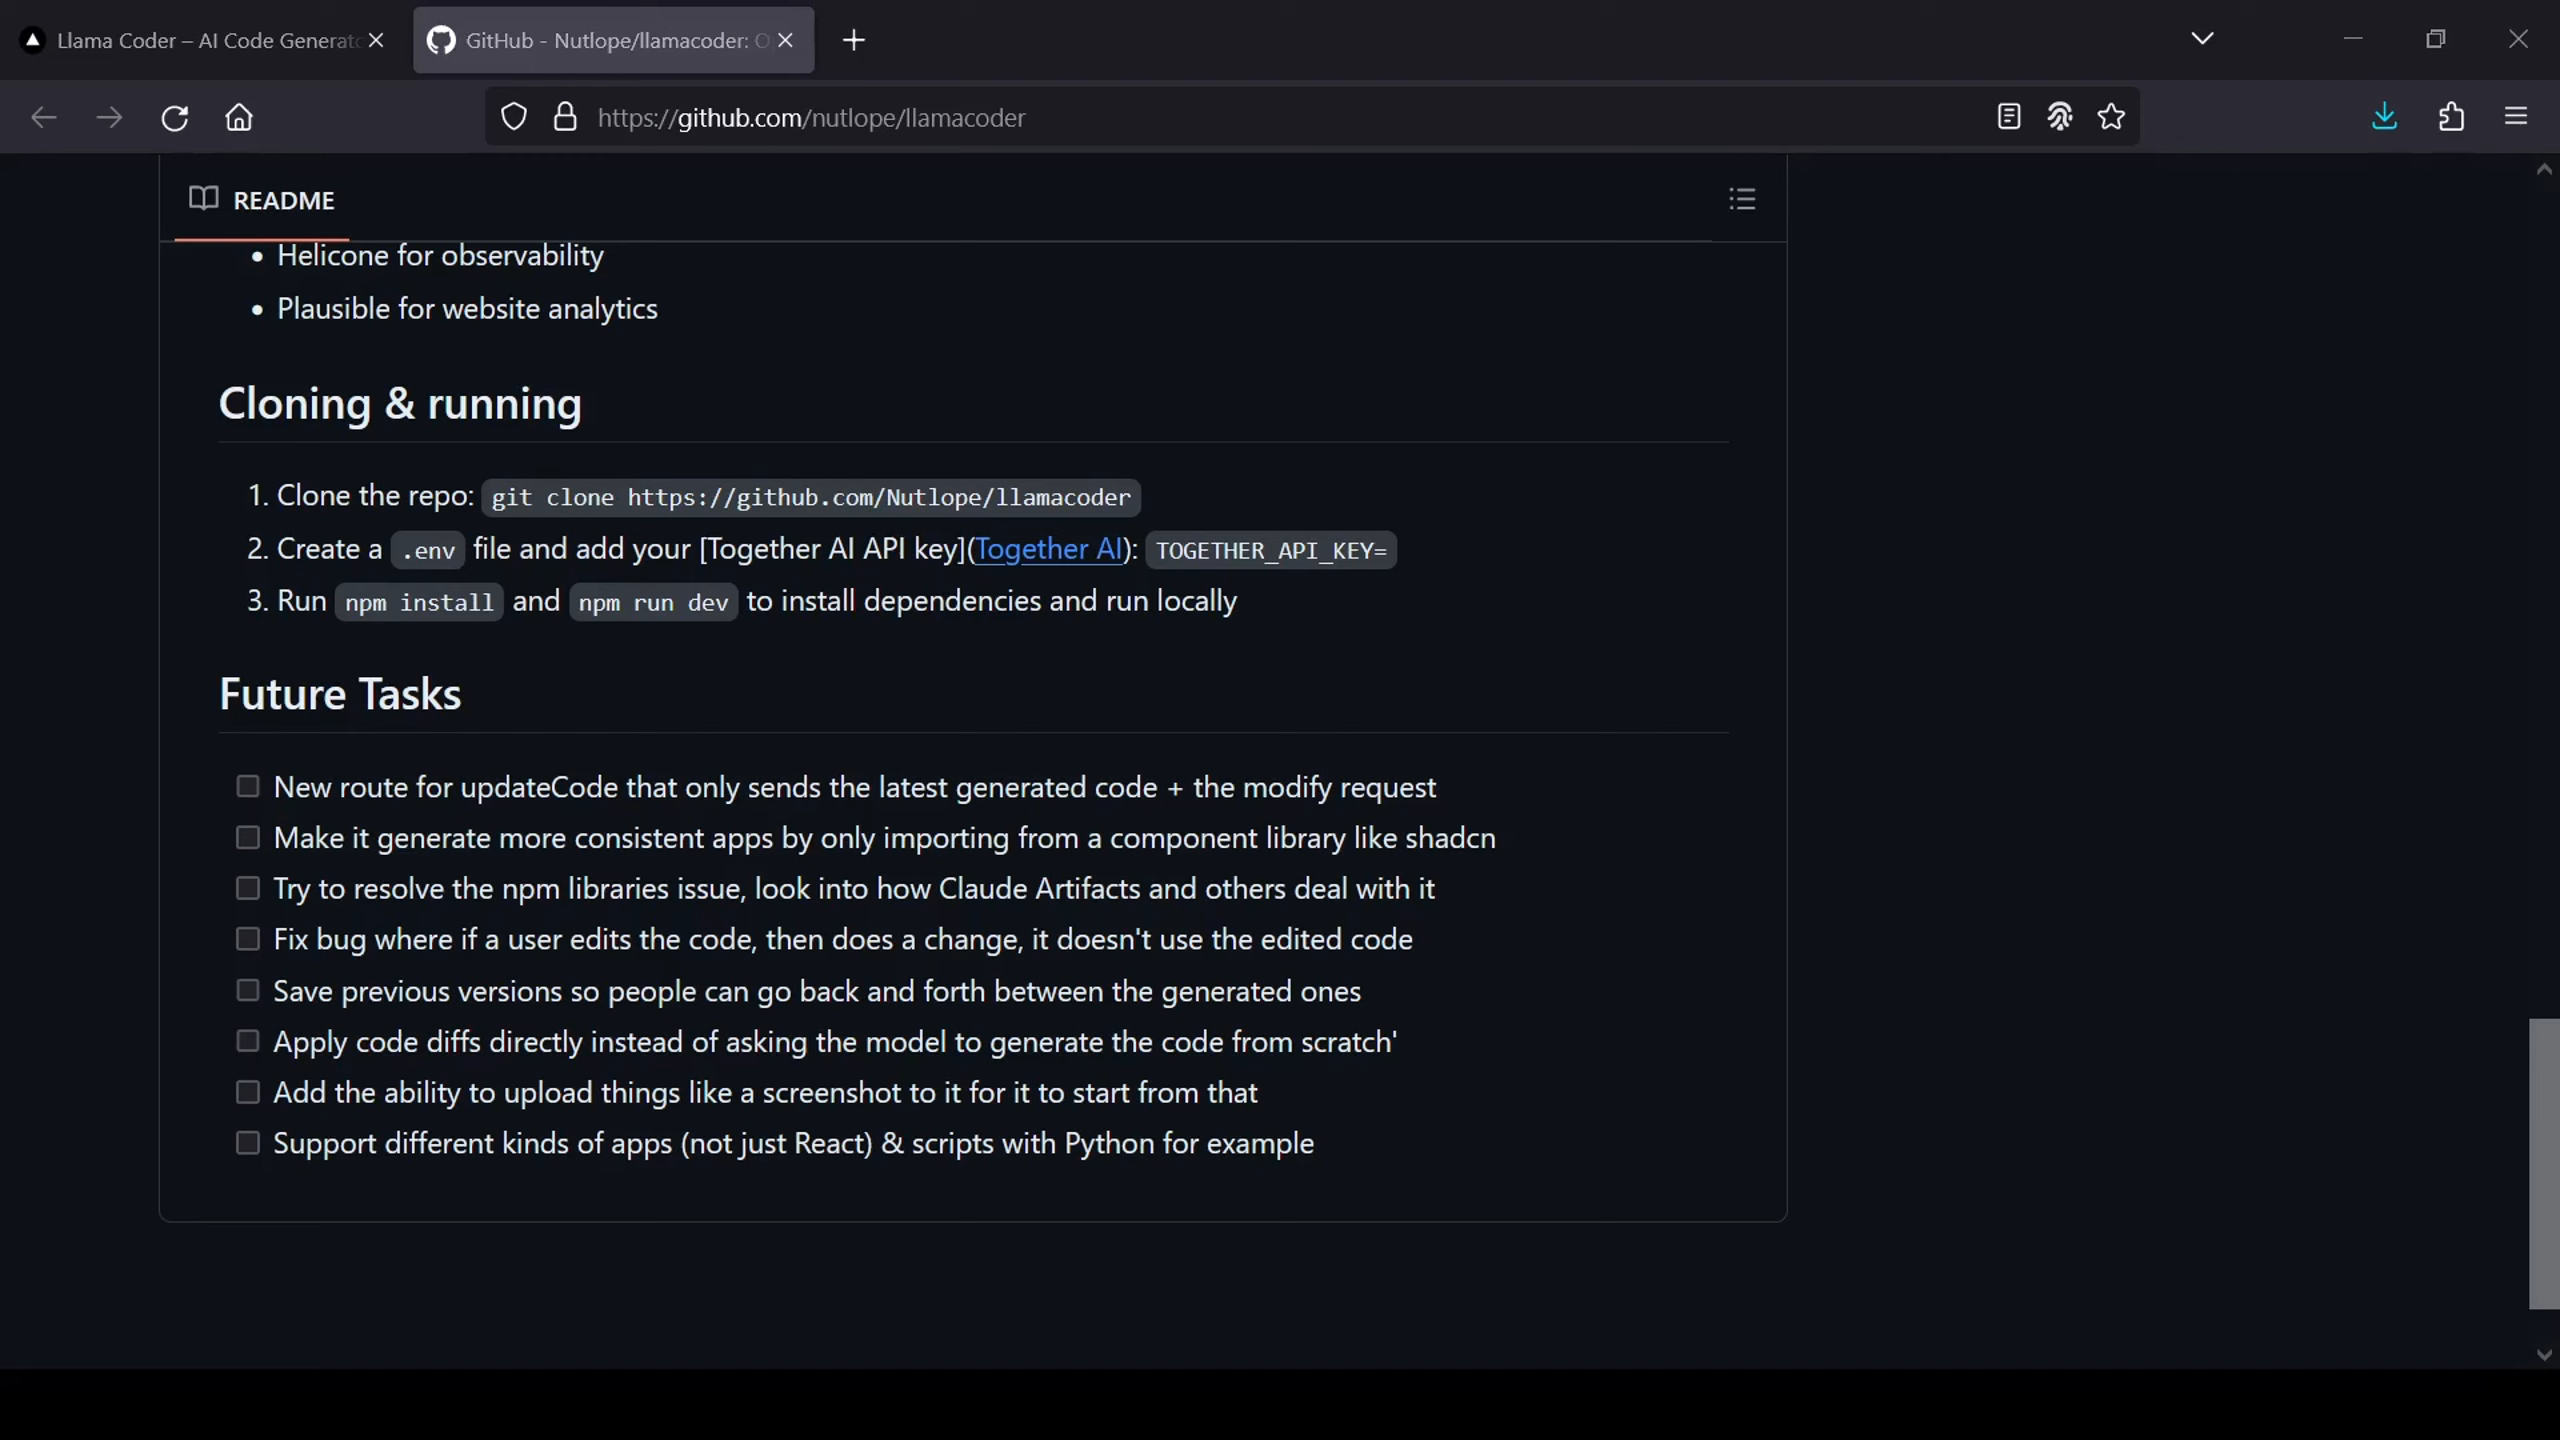 Llama Coder – AI Code Generato
GitHub - Nutlope/llamacoder: O
https://github.com/nutlope/llamacoder
README
Helicone for observability
Plausible for website analytics
Cloning & running
1. Clone the repo: git clone https://github.com/Nutlope/llamacoder
2. Create a .env file and add your [Together AI API key](Together AI): TOGETHER_API_KEY=
3. Run npm install and npm run dev to install dependencies and run locally
Future Tasks
New route for updateCode that only sends the latest generated code + the modify request
Make it generate more consistent apps by only importing from a component library like shadcn
Try to resolve the npm libraries issue, look into how Claude Artifacts and others deal with it
Fix bug where if a user edits the code, then does a change, it doesn't use the edited code
Save previous versions so people can go back and forth between the generated ones
Apply code diffs directly instead of asking the model to generate the code from scratch'
Add the ability to upload things like a screenshot to it for it to start from that
Support different kinds of apps (not just React) & scripts with Python for example